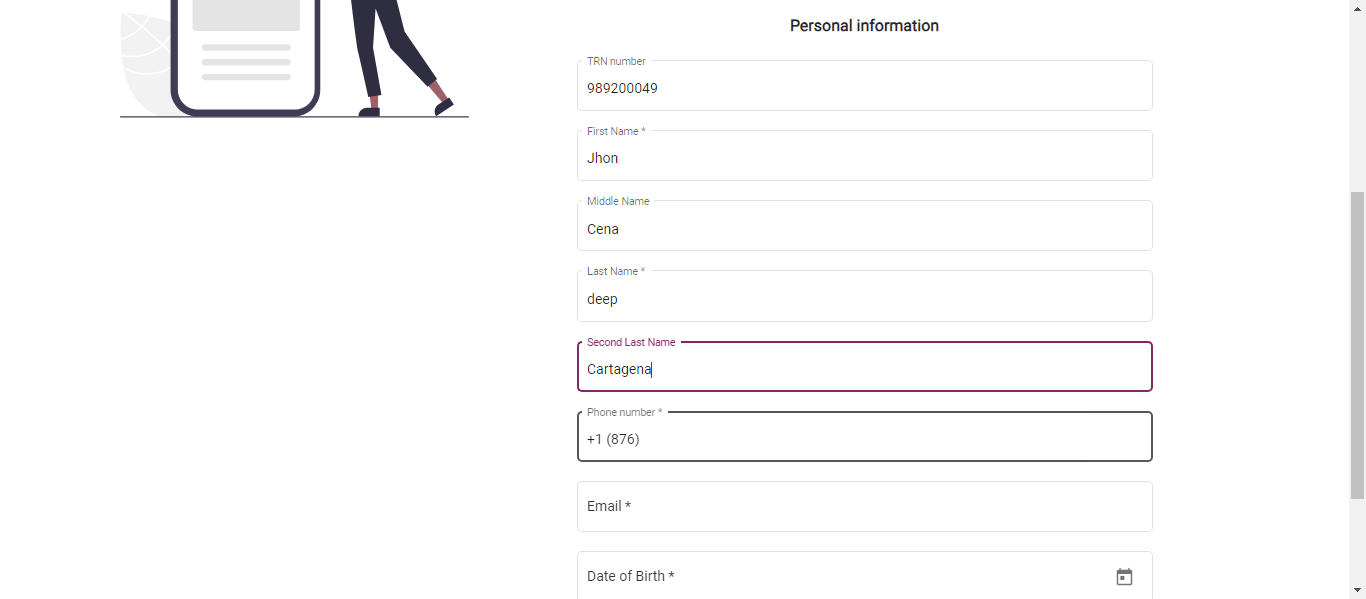 Personal information
TRN number
989200049
First Name *
Jhon
Middle Name
Cena
Last Name *
deep
Second Last Name
Cartagena
Phone number *
+1 (876)
Email *
Date of Birth *